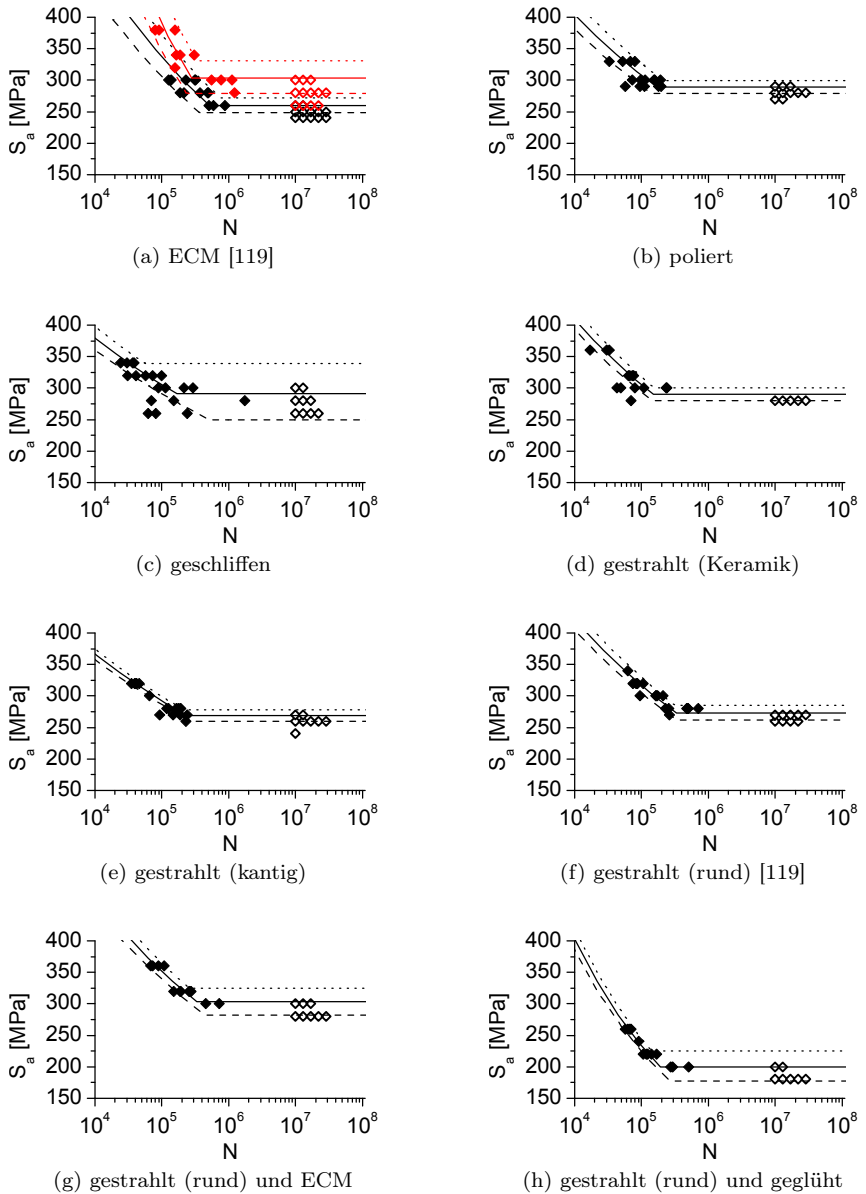 400
350
300
250
200
150
S_a [MPa]
10^4 10^5 10^6 10^7 10^8
N
(a) ECM [119]
400
350
300
250
200
150
S_a [MPa]
10^4 10^5 10^6 10^7 10^8
N
(b) poliert
400
350
300
250
200
150
S_a [MPa]
10^4 10^5 10^6 10^7 10^8
N
(c) geschliffen
400
350
300
250
200
150
S_a [MPa]
10^4 10^5 10^6 10^7 10^8
N
(d) gestrahlt (Keramik)
400
350
300
250
200
150
S_a [MPa]
10^4 10^5 10^6 10^7 10^8
N
(e) gestrahlt (kantig)
400
350
300
250
200
150
S_a [MPa]
10^4 10^5 10^6 10^7 10^8
N
(f) gestrahlt (rund) [119]
400
350
300
250
200
150
S_a [MPa]
10^4 10^5 10^6 10^7 10^8
N
(g) gestrahlt (rund) und ECM
400
350
300
250
200
150
S_a [MPa]
10^4 10^5 10^6 10^7 10^8
N
(h) gestrahlt (rund) und geglüht